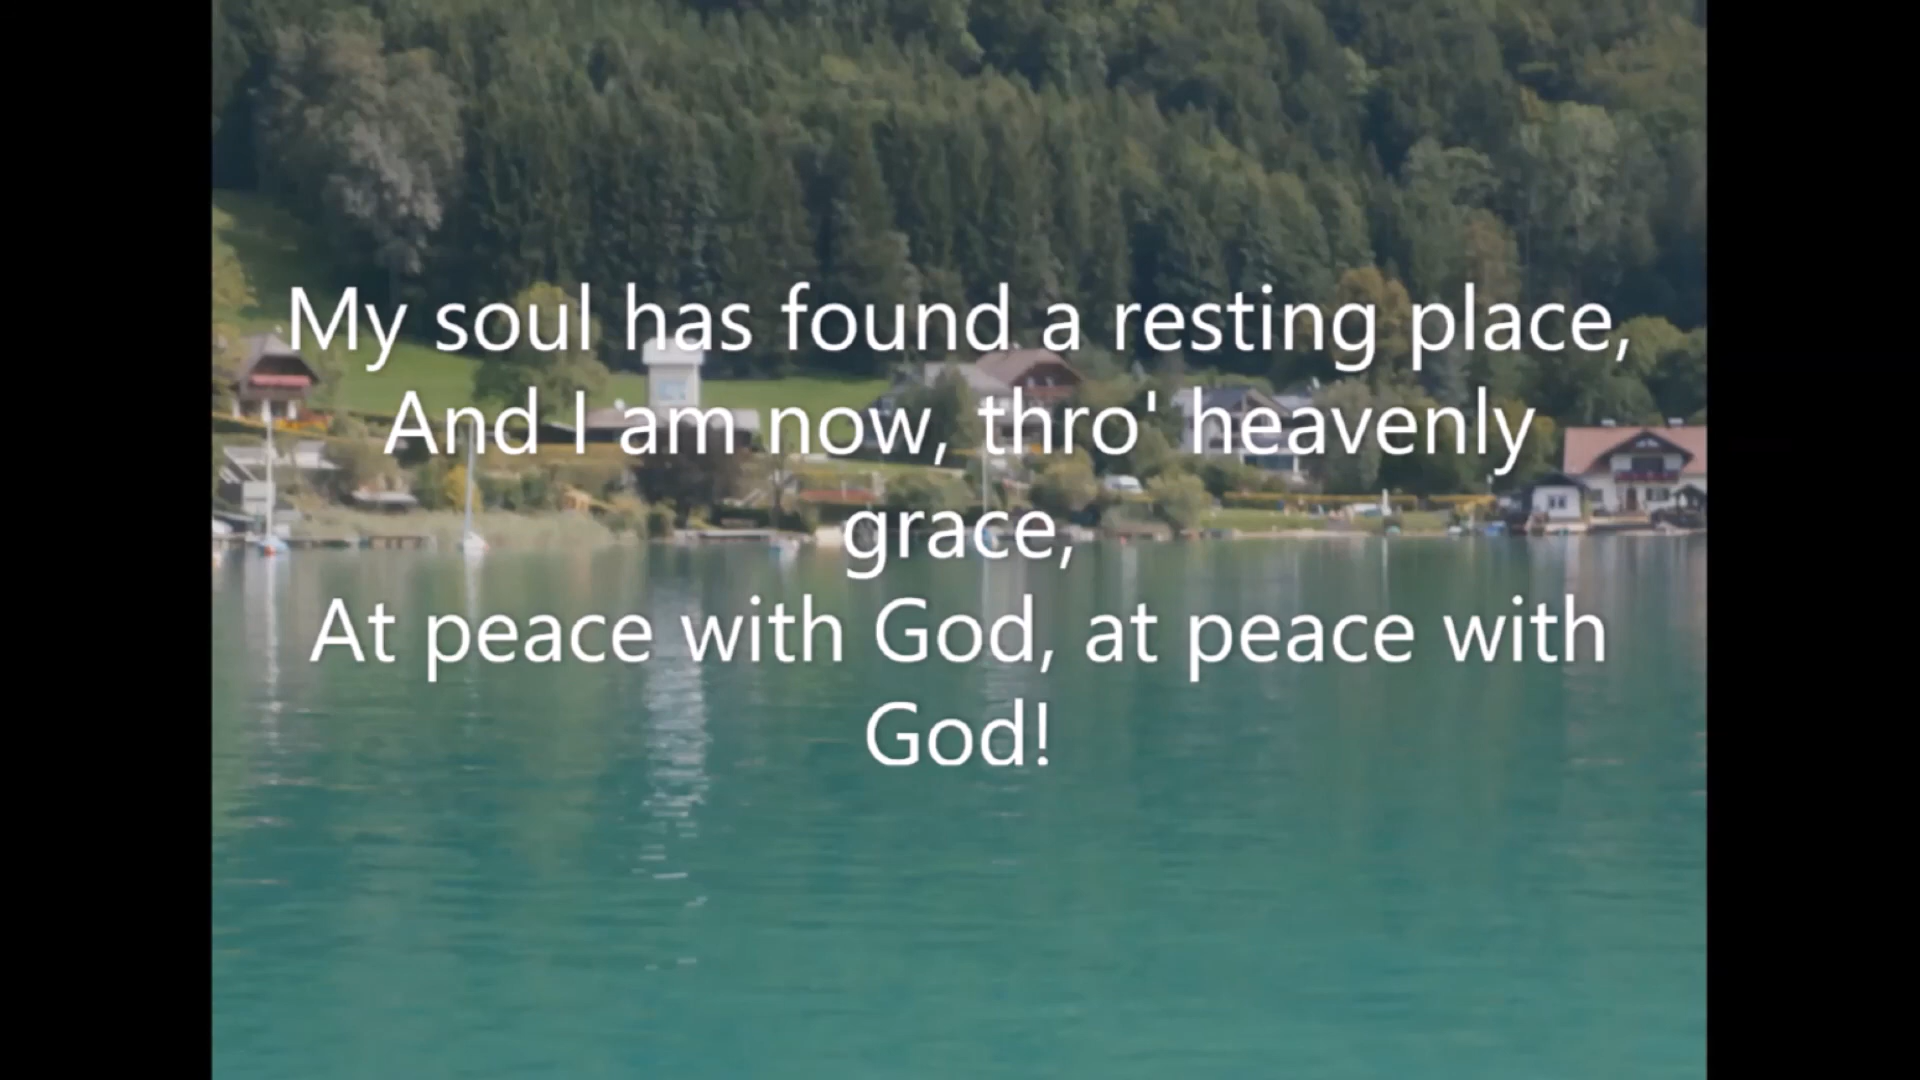 My soul has found a resting place,
And I am now, thro' heavenly
grace,
At peace with God, at peace with
God!